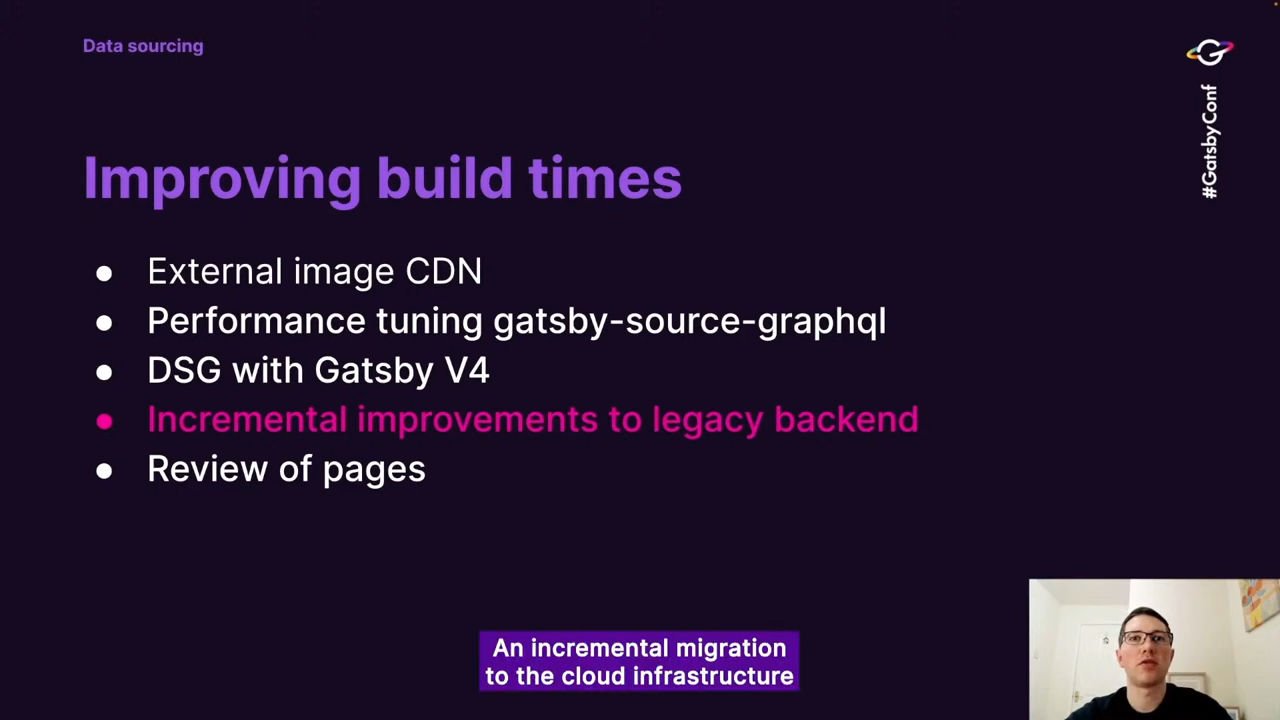 Data sourcing
#GatsbyConf
Improving build times
● External image CDN
● Performance tuning gatsby-source-graphql
● DSG with Gatsby V4
● Incremental improvements to legacy backend
● Review of pages
An incremental migration
to the cloud infrastructure